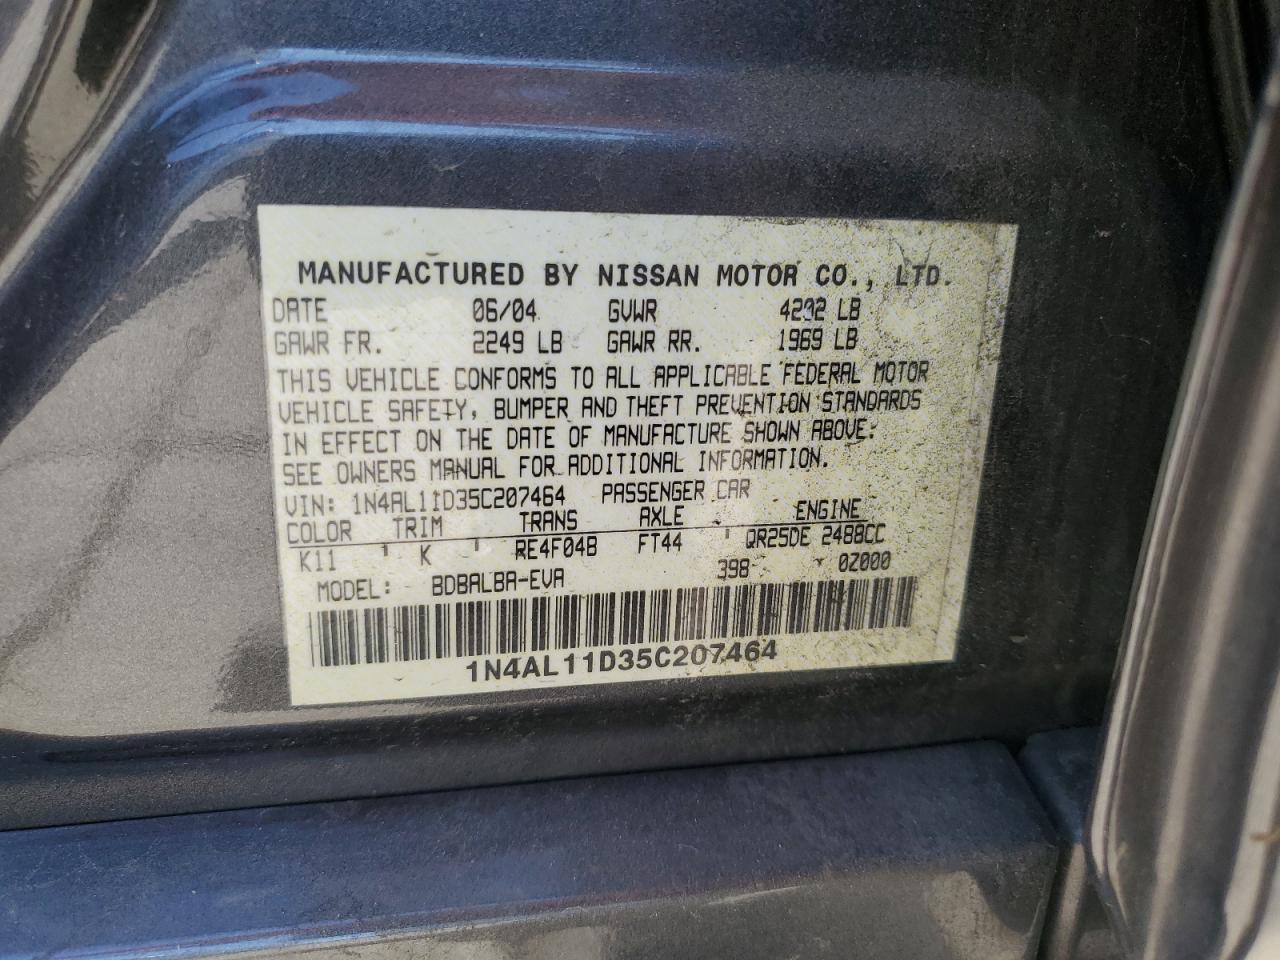 MANUFACTURED BY NISSAN MOTOR CO., LTD.
DATE 06/04 GVWR 4202 LB
GAWR FR. 2249 LB GAWR RR. 1969 LB
THIS VEHICLE CONFORMS TO ALL APPLICABLE FEDERAL MOTOR
VEHICLE SAFETY, BUMPER AND THEFT PREVENTION STANDARDS
IN EFFECT ON THE DATE OF MANUFACTURE SHOWN ABOVE:
SEE OWNERS MANUAL FOR ADDITIONAL INFORMATION.
VIN: 1N4AL11D35C207464 PASSENGER CAR
COLOR TRIM TRANS AXLE ENGINE
K11 ' K ' RE4F04B FT44 ' QR25DE 2488CC
MODEL: BDBALBA-EVA 398 02000
1N4AL11D35C207464